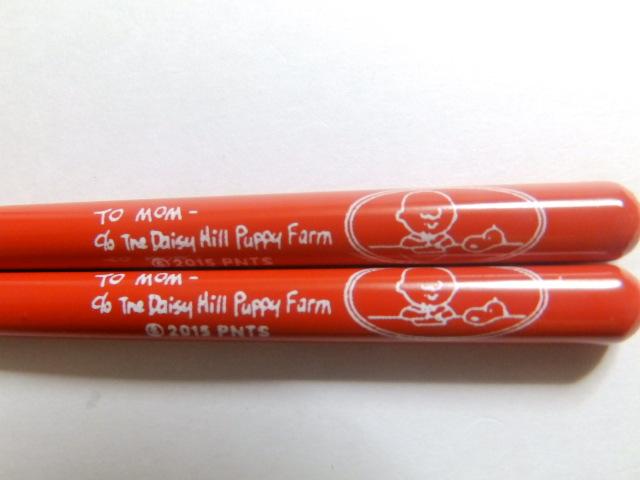 TO MOM-
c/o The Daisy Hill Puppy Farm
© 2015 PNTS
TO MOM-
c/o The Daisy Hill Puppy Farm
© 2015 PNTS